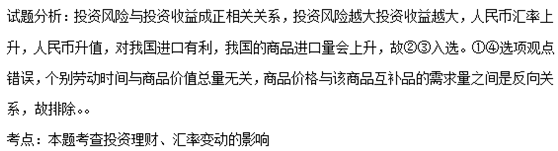 试题分析：投资风险与投资收益成正相关关系，投资风险越大投资收益越大，人民币汇率上
升，人民币升值，对我国进口有利，我国的商品进口量会上升，故②③入选。①④选项观点
错误，个别劳动时间与商品价值总量无关，商品价格与该商品互补品的需求量之间是反向关
系，故排除。。
考点：本题考查投资理财、汇率变动的影响